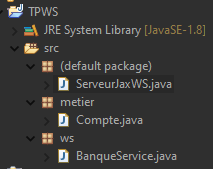 TPWS
JRE System Library [JavaSE-1.8]
src
(default package)
ServeurJaxWS.java
metier
Compte.java
ws
BanqueService.java